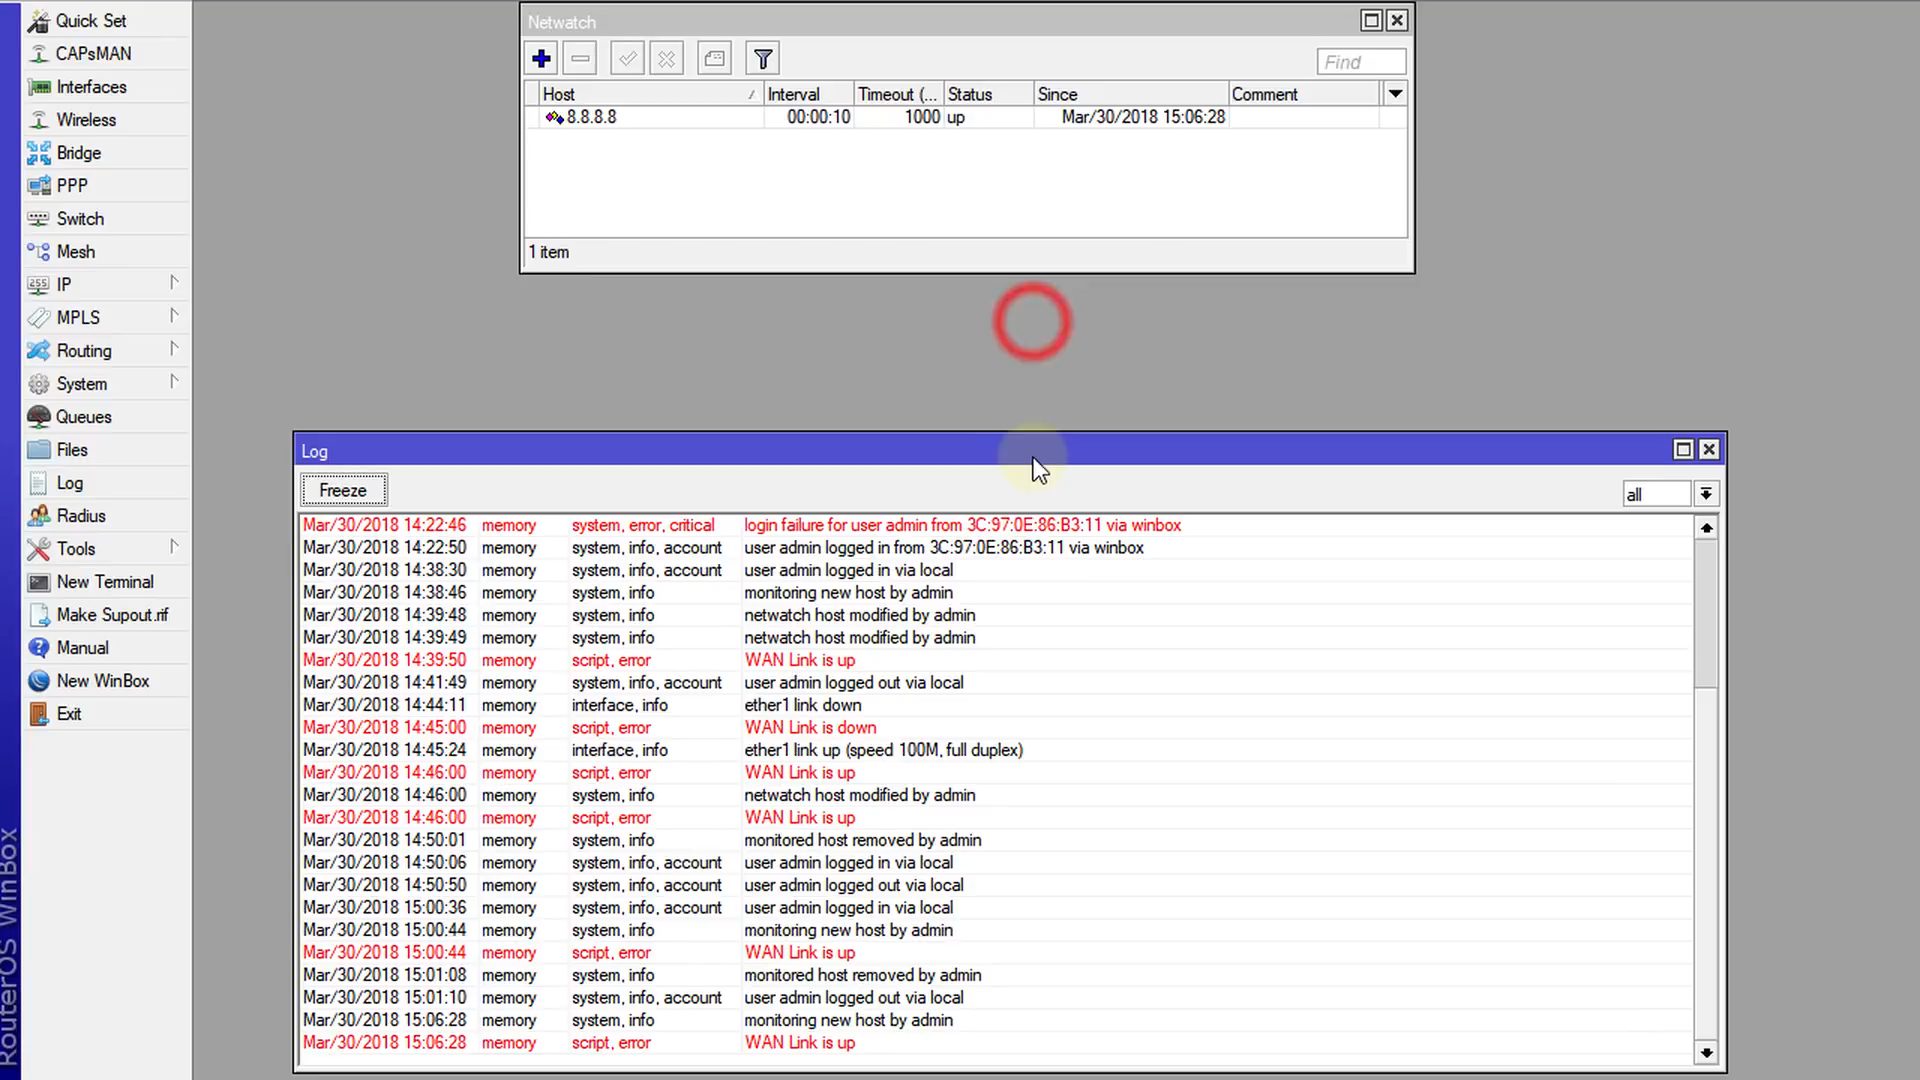 Quick Set
CAPsMAN
Interfaces
Wireless
Bridge
PPP
Switch
Mesh
255 IP
MPLS
Routing
System
Queues
Files
Log
Radius
Tools
New Terminal
Make Supout.rif
Manual
New WinBox
Exit
RouterOS WinBox
Netwatch
Find
Host Interval Timeout (... Status Since Comment
8.8.8.8 00:00:10 1000 up Mar/30/2018 15:06:28
1 item
Log
Freeze all
Mar/30/2018 14:22:46 memory system, error, critical login failure for user admin from 3C:97:0E:86:B3:11 via winbox
Mar/30/2018 14:22:50 memory system, info, account user admin logged in from 3C:97:0E:86:B3:11 via winbox
Mar/30/2018 14:38:30 memory system, info, account user admin logged in via local
Mar/30/2018 14:38:46 memory system, info monitoring new host by admin
Mar/30/2018 14:39:48 memory system, info netwatch host modified by admin
Mar/30/2018 14:39:49 memory system, info netwatch host modified by admin
Mar/30/2018 14:39:50 memory script, error WAN Link is up
Mar/30/2018 14:41:49 memory system, info, account user admin logged out via local
Mar/30/2018 14:44:11 memory interface, info ether1 link down
Mar/30/2018 14:45:00 memory script, error WAN Link is down
Mar/30/2018 14:45:24 memory interface, info ether1 link up (speed 100M, full duplex)
Mar/30/2018 14:46:00 memory script, error WAN Link is up
Mar/30/2018 14:46:00 memory system, info netwatch host modified by admin
Mar/30/2018 14:46:00 memory script, error WAN Link is up
Mar/30/2018 14:50:01 memory system, info monitored host removed by admin
Mar/30/2018 14:50:06 memory system, info, account user admin logged in via local
Mar/30/2018 14:50:50 memory system, info, account user admin logged out via local
Mar/30/2018 15:00:36 memory system, info, account user admin logged in via local
Mar/30/2018 15:00:44 memory system, info monitoring new host by admin
Mar/30/2018 15:00:44 memory script, error WAN Link is up
Mar/30/2018 15:01:08 memory system, info monitored host removed by admin
Mar/30/2018 15:01:10 memory system, info, account user admin logged out via local
Mar/30/2018 15:06:28 memory system, info monitoring new host by admin
Mar/30/2018 15:06:28 memory script, error WAN Link is up